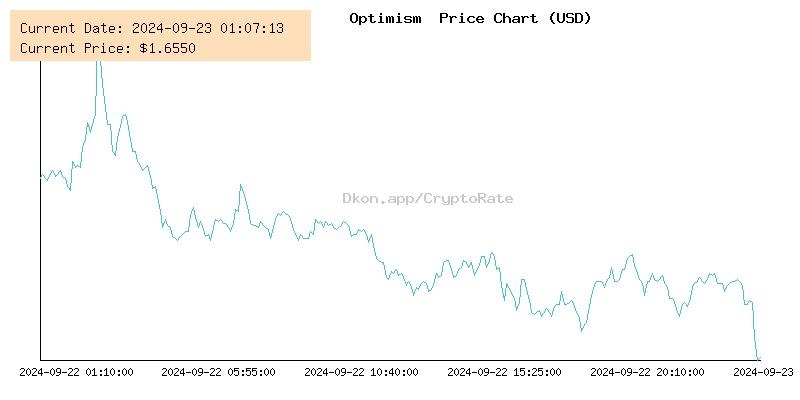 Optimism  Price Chart (USD)
Current Date: 2024-09-23 01:07:13
Current Price: $1.6550
Dkon.app/CryptoRate
2024-09-22 01:10:00
2024-09-22 05:55:00
2024-09-22 10:40:00
2024-09-22 15:25:00
2024-09-22 20:10:00
2024-09-23